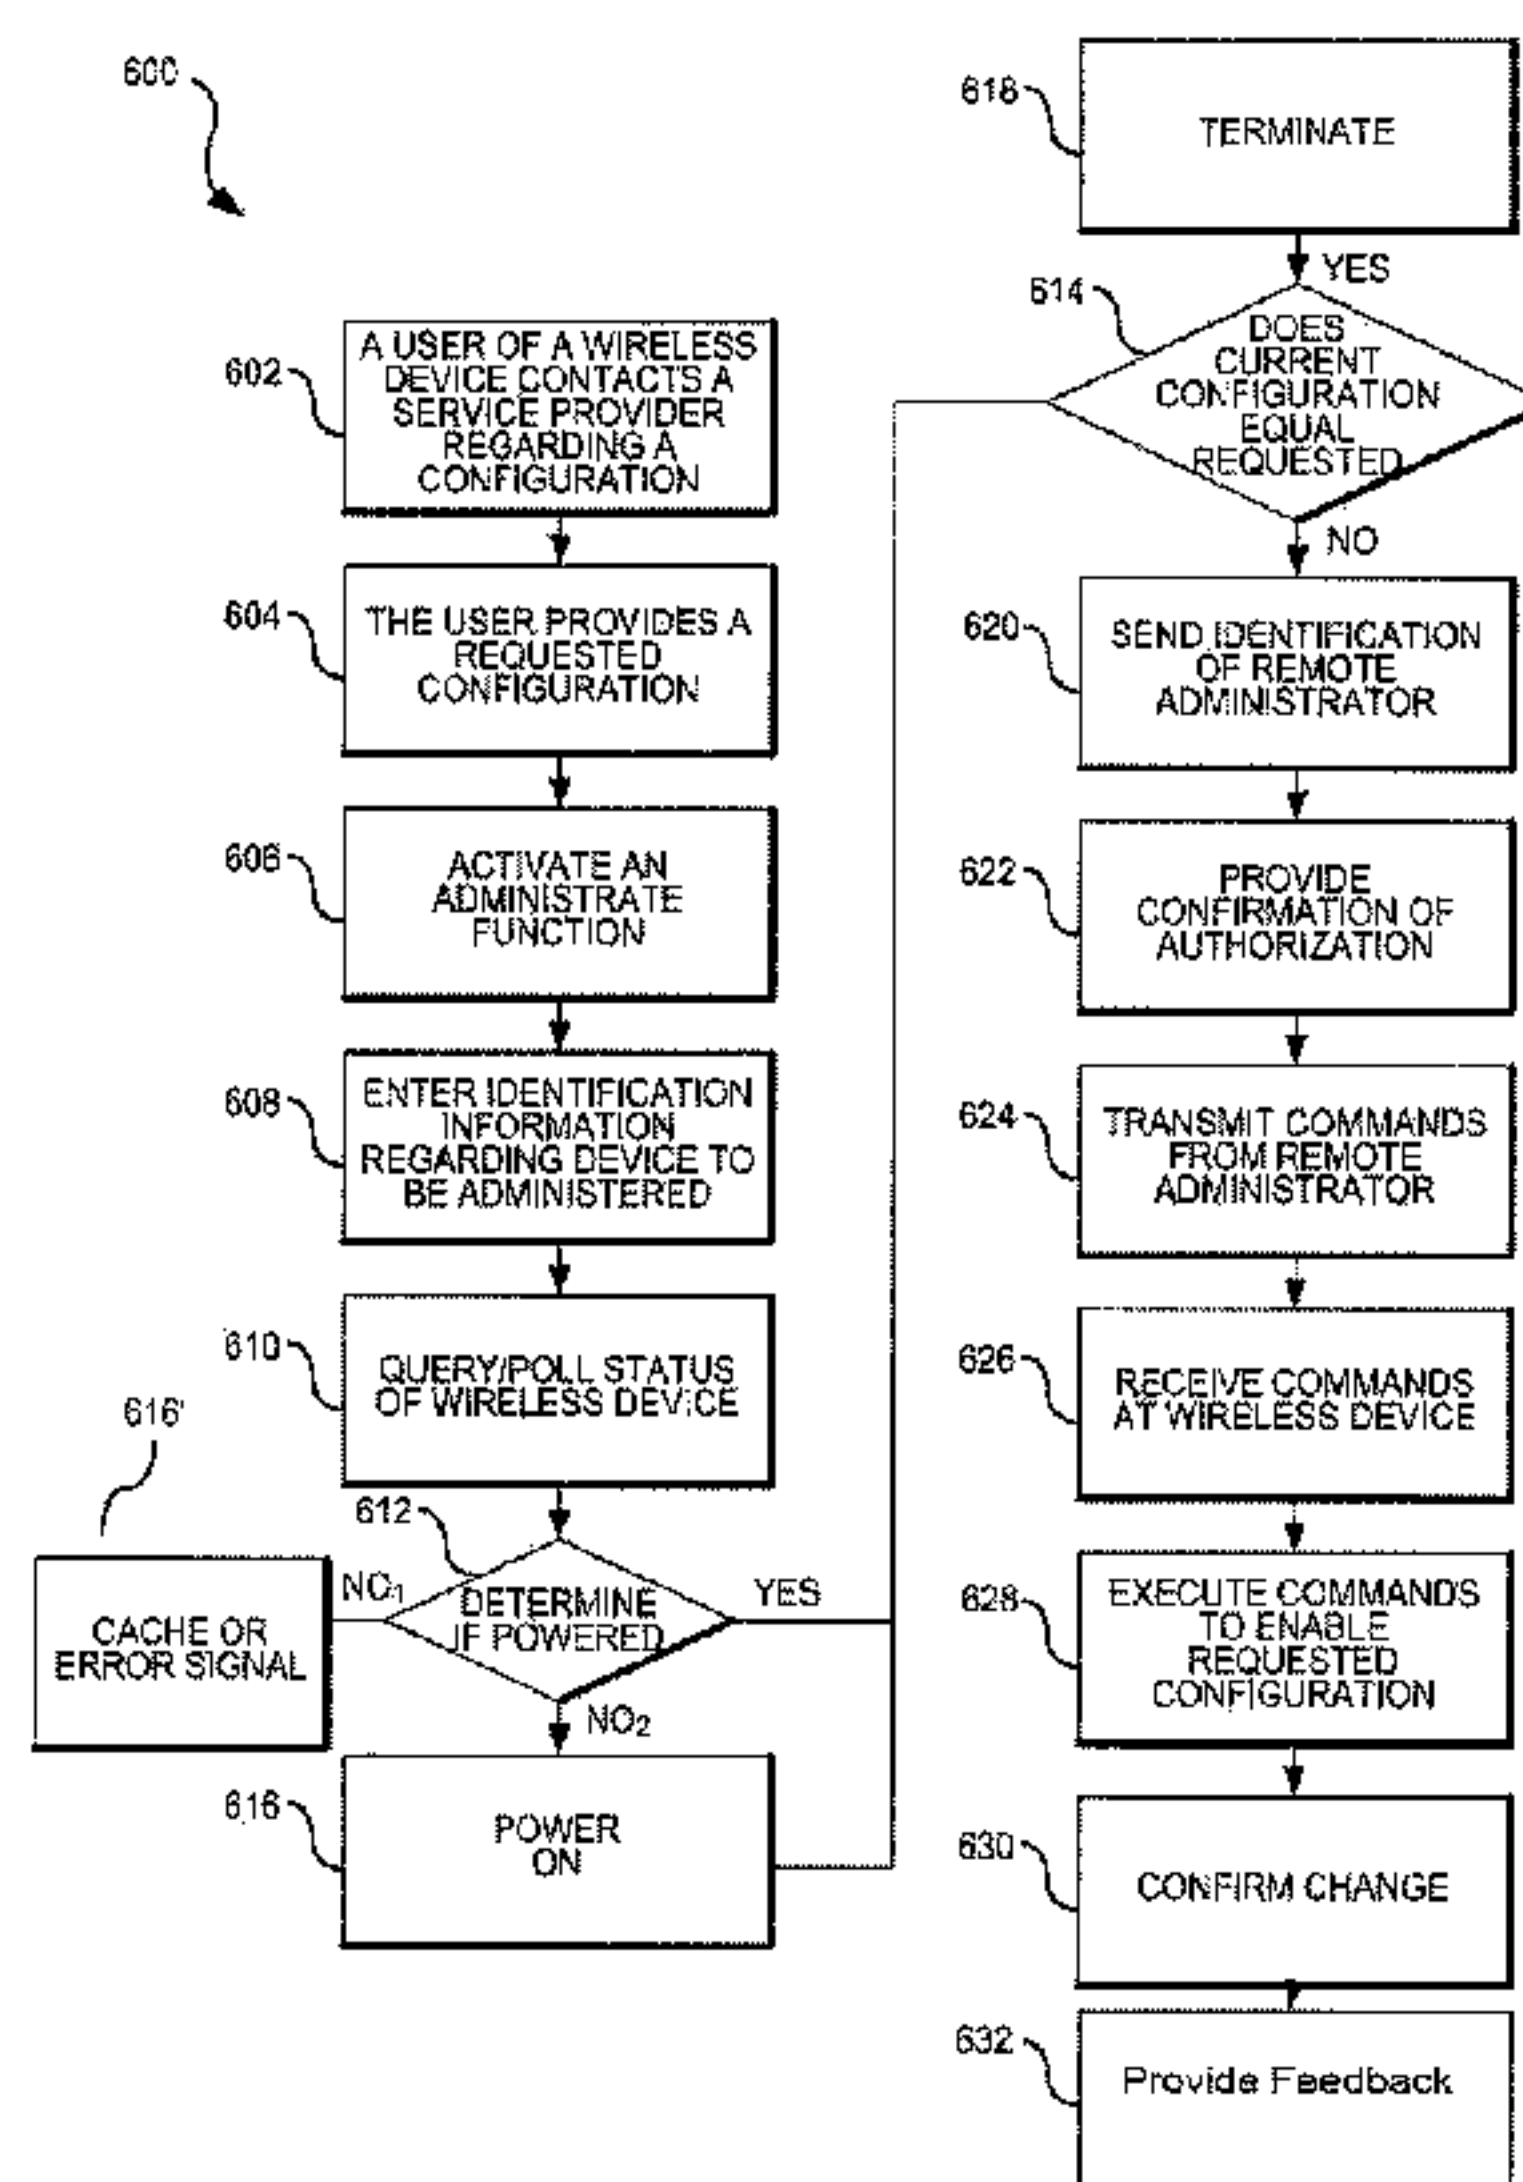 600
602
A USER OF A WIRELESS
DEVICE CONTACTS A
SERVICE PROVIDER
REGARDING A
CONFIGURATION
604
THE USER PROVIDES A
REQUESTED
CONFIGURATION
606
ACTIVATE AN
ADMINISTRATE
FUNCTION
608
ENTER IDENTIFICATION
INFORMATION
REGARDING DEVICE TO
BE ADMINISTERED
610
QUERY/POLL STATUS
OF WIRELESS DEVICE
612
DETERMINE
IF POWERED
YES
NO1
616'
CACHE OR
ERROR SIGNAL
NO2
616
POWER
ON
618
TERMINATE
YES
614
DOES
CURRENT
CONFIGURATION
EQUAL
REQUESTED
NO
620
SEND IDENTIFICATION
OF REMOTE
ADMINISTRATOR
622
PROVIDE
CONFIRMATION OF
AUTHORIZATION
624
TRANSMIT COMMANDS
FROM REMOTE
ADMINISTRATOR
626
RECEIVE COMMANDS
AT WIRELESS DEVICE
628
EXECUTE COMMANDS
TO ENABLE
REQUESTED
CONFIGURATION
630
CONFIRM CHANGE
632
Provide Feedback